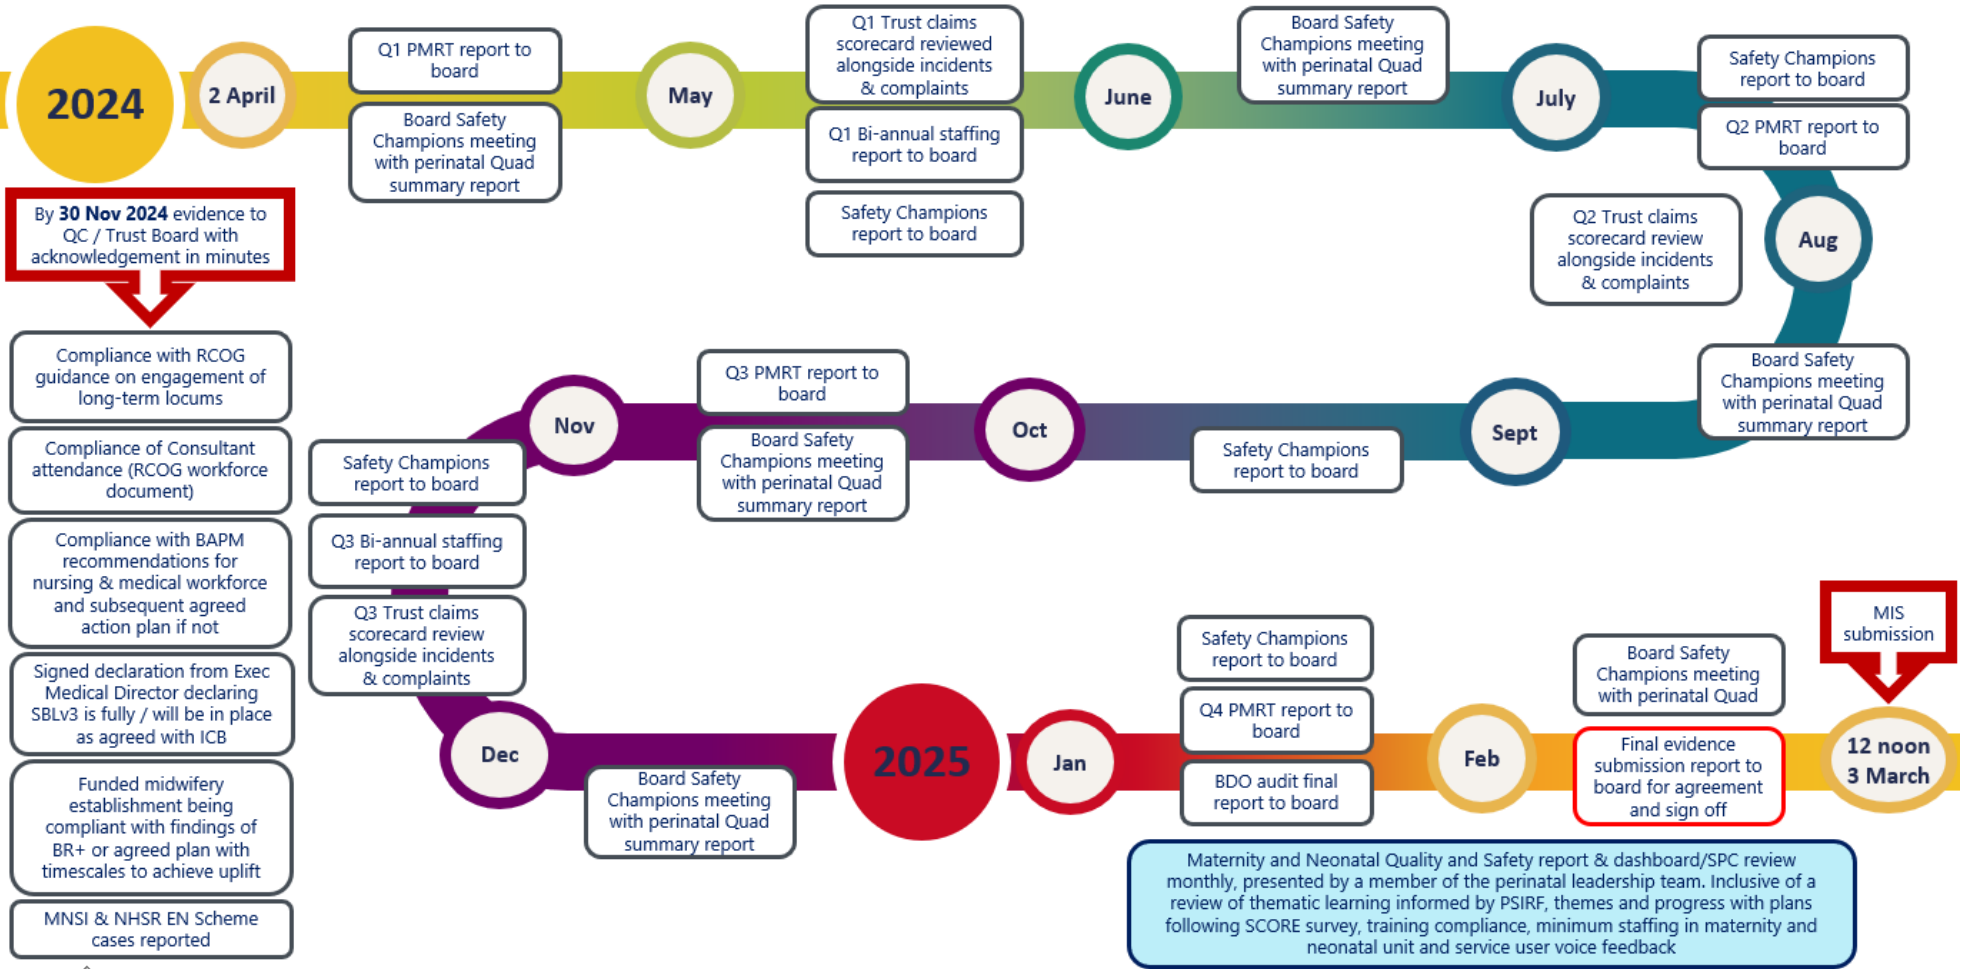 2024
2 April
Q1 PMRT report to
board
Board Safety
Champions meeting
with perinatal Quad
summary report
May
Q1 Trust claims
scorecard reviewed
alongside incidents
& complaints
Q1 Bi-annual staffing
report to board
Safety Champions
report to board
June
Board Safety
Champions meeting
with perinatal Quad
summary report
July
Safety Champions
report to board
Q2 PMRT report to
board
Aug
Q2 Trust claims
scorecard review
alongside incidents
& complaints
Board Safety
Champions meeting
with perinatal Quad
summary report
Sept
Safety Champions
report to board
Oct
Q3 PMRT report to
board
Board Safety
Champions meeting
with perinatal Quad
summary report
Nov
Safety Champions
report to board
Q3 Bi-annual staffing
report to board
Q3 Trust claims
scorecard review
alongside incidents
& complaints
Dec
Board Safety
Champions meeting
with perinatal Quad
summary report
2025
Jan
Safety Champions
report to board
Q4 PMRT report to
board
BDO audit final
report to board
Feb
Board Safety
Champions meeting
with perinatal Quad
Final evidence
submission report to
board for agreement
and sign off
MIS
submission
12 noon
3 March
By 30 Nov 2024 evidence to
QC / Trust Board with
acknowledgement in minutes
Compliance with RCOG
guidance on engagement of
long-term locums
Compliance of Consultant
attendance (RCOG workforce
document)
Compliance with BAPM
recommendations for
nursing & medical workforce
and subsequent agreed
action plan if not
Signed declaration from Exec
Medical Director declaring
SBLv3 is fully / will be in place
as agreed with ICB
Funded midwifery
establishment being
compliant with findings of
BR+ or agreed plan with
timescales to achieve uplift
MNSI & NHSR EN Scheme
cases reported
Maternity and Neonatal Quality and Safety report & dashboard/SPC review
monthly, presented by a member of the perinatal leadership team. Inclusive of a
review of thematic learning informed by PSIRF, themes and progress with plans
following SCORE survey, training compliance, minimum staffing in maternity and
neonatal unit and service user voice feedback